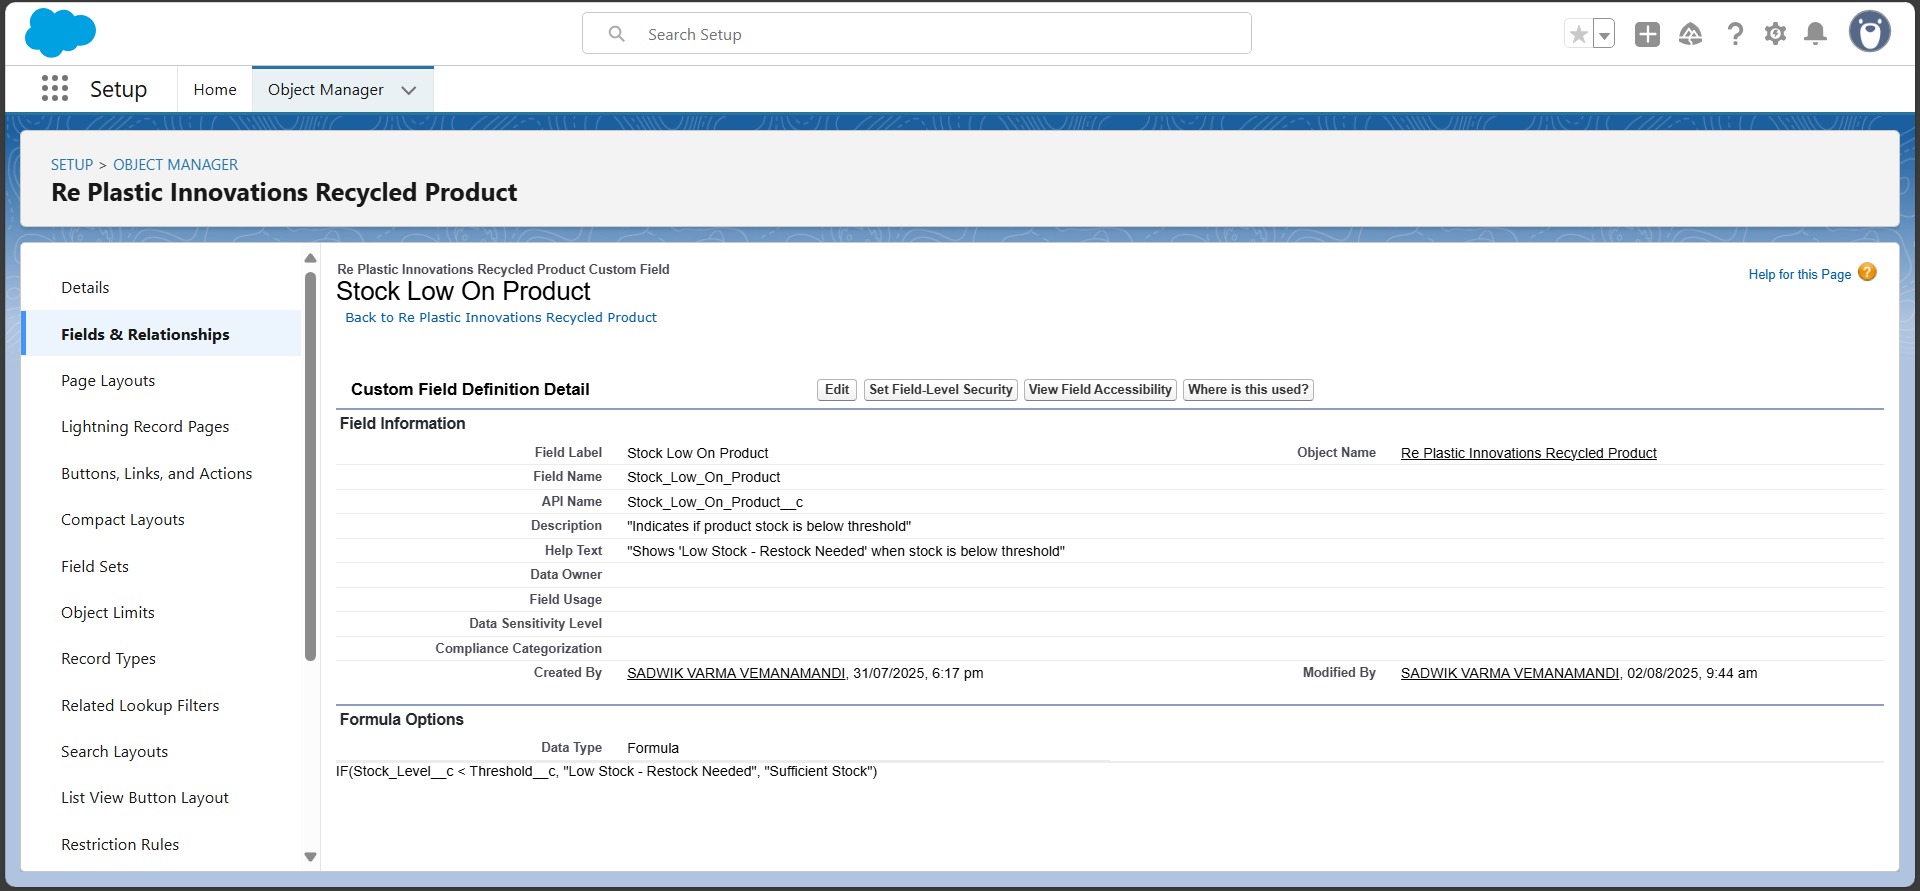 Search Setup
Setup
Home
Object Manager
SETUP > OBJECT MANAGER
Re Plastic Innovations Recycled Product
Details
Fields & Relationships
Page Layouts
Lightning Record Pages
Buttons, Links, and Actions
Compact Layouts
Field Sets
Object Limits
Record Types
Related Lookup Filters
Search Layouts
List View Button Layout
Restriction Rules
Re Plastic Innovations Recycled Product Custom Field
Stock Low On Product
Back to Re Plastic Innovations Recycled Product
Help for this Page ?
Custom Field Definition Detail Edit Set Field-Level Security View Field Accessibility Where is this used?
Field Information
Field Label Stock Low On Product Object Name Re Plastic Innovations Recycled Product
Field Name Stock_Low_On_Product
API Name Stock_Low_On_Product__c
Description "Indicates if product stock is below threshold"
Help Text "Shows 'Low Stock - Restock Needed' when stock is below threshold"
Data Owner
Field Usage
Data Sensitivity Level
Compliance Categorization
Created By SADWIK VARMA VEMANAMANDI, 31/07/2025, 6:17 pm Modified By SADWIK VARMA VEMANAMANDI, 02/08/2025, 9:44 am
Formula Options
Data Type Formula
IF(Stock_Level__c < Threshold__c, "Low Stock - Restock Needed", "Sufficient Stock")